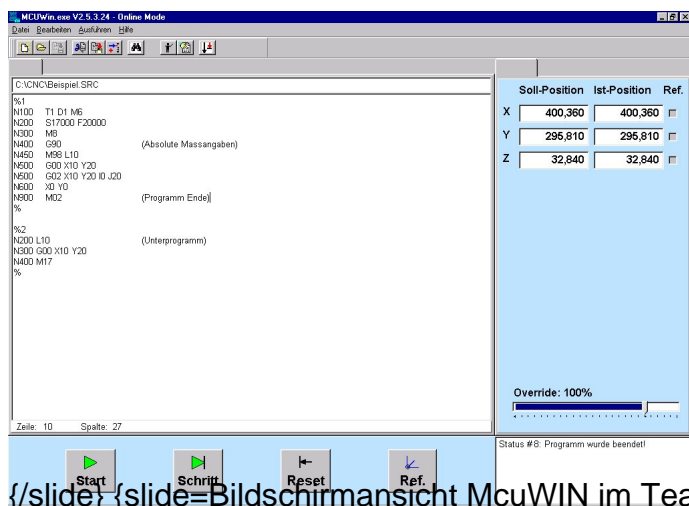 MCUWin.exe V2.5.3.24 - Online Mode
Datei Bearbeiten Ausführen Hilfe
C:\CNC\Beispiel.SRC
%1
N100 T1 D1 M6
N200 S17000 F20000
N300 M8
N400 G90 (Absolute Massangaben)
N450 M98 L10
N500 G00 X10 Y20
N500 G02 X10 Y20 I0 J20
N600 X0 Y0
N900 M02 (Programm Ende)
%
%2
N200 L10 (Unterprogramm)
N300 G00 X10 Y20
N400 M17
%
Zeile: 10 Spalte: 27
Soll-Position Ist-Position Ref.
X 400,360 400,360
Y 295,810 295,810
Z 32,840 32,840
Override: 100%
Status #8: Programm wurde beendet!
Start Schritt Reset Ref.
{/slide} {slide=Bildschirmansicht McuWIN im Tea